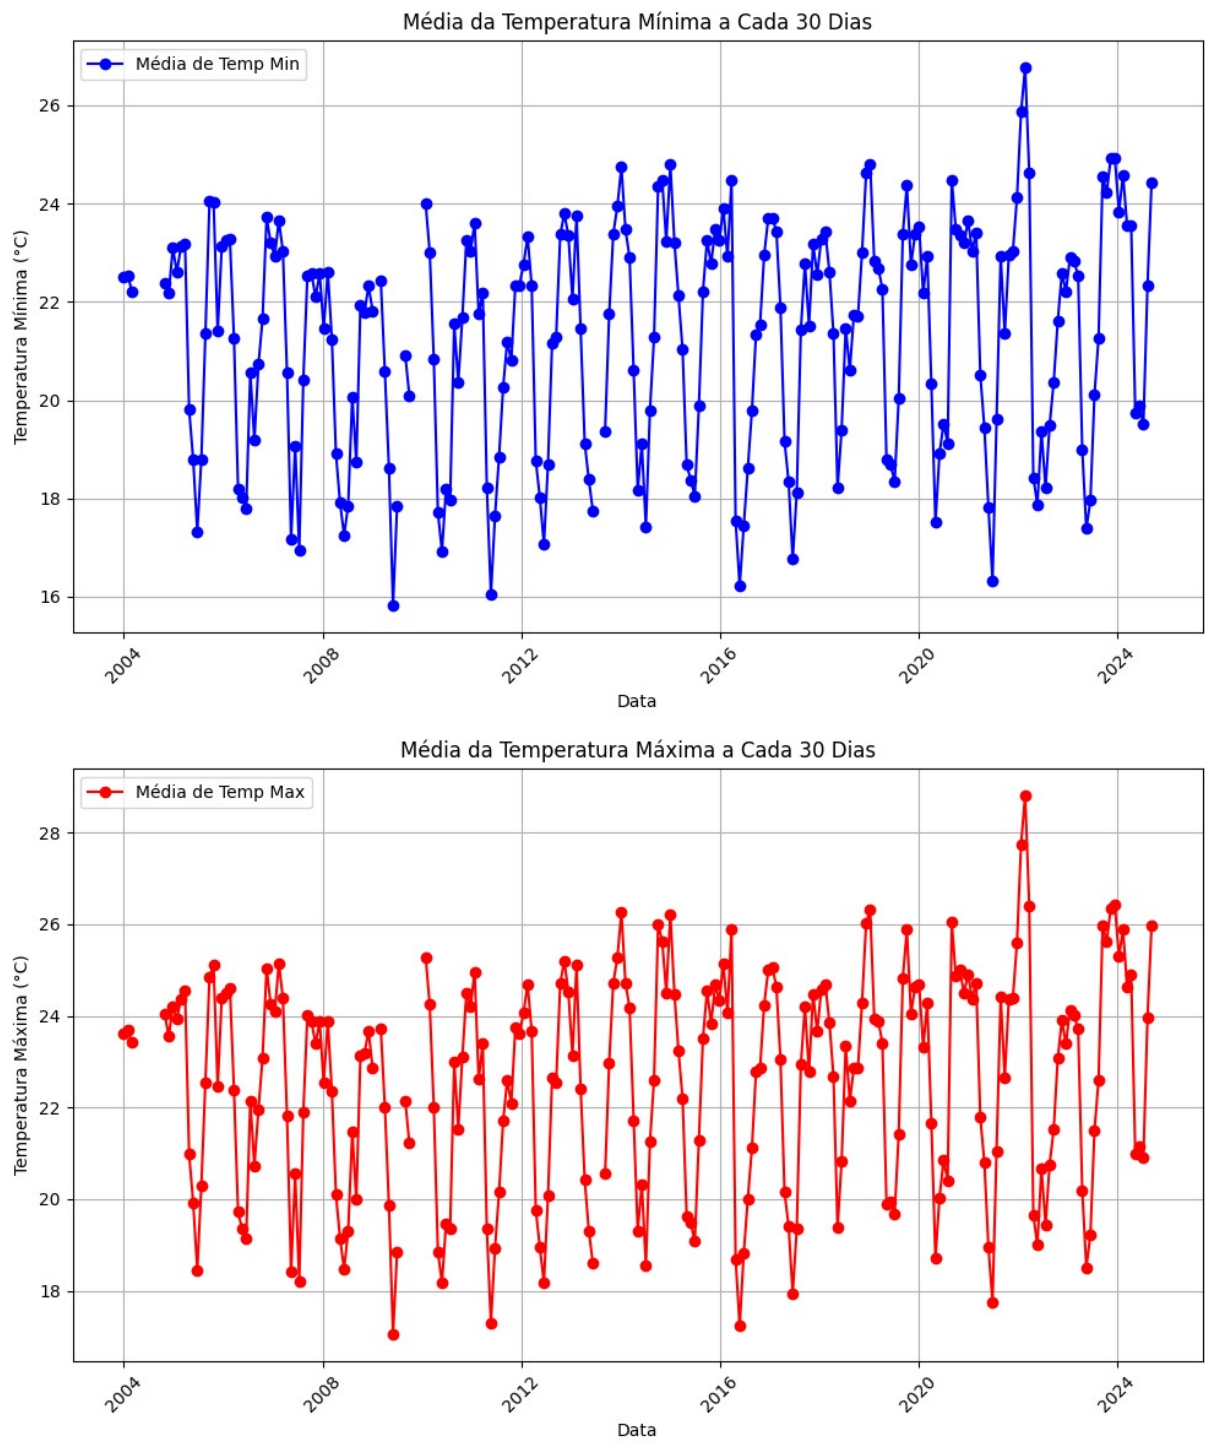 Média da Temperatura Mínima a Cada 30 Dias
Média de Temp Min
26
24
22
20
18
16
Temperatura Mínima (°C)
2004 2008 2012 2016 2020 2024
Data
Média da Temperatura Máxima a Cada 30 Dias
Média de Temp Max
28
26
24
22
20
18
Temperatura Máxima (°C)
2004 2008 2012 2016 2020 2024
Data